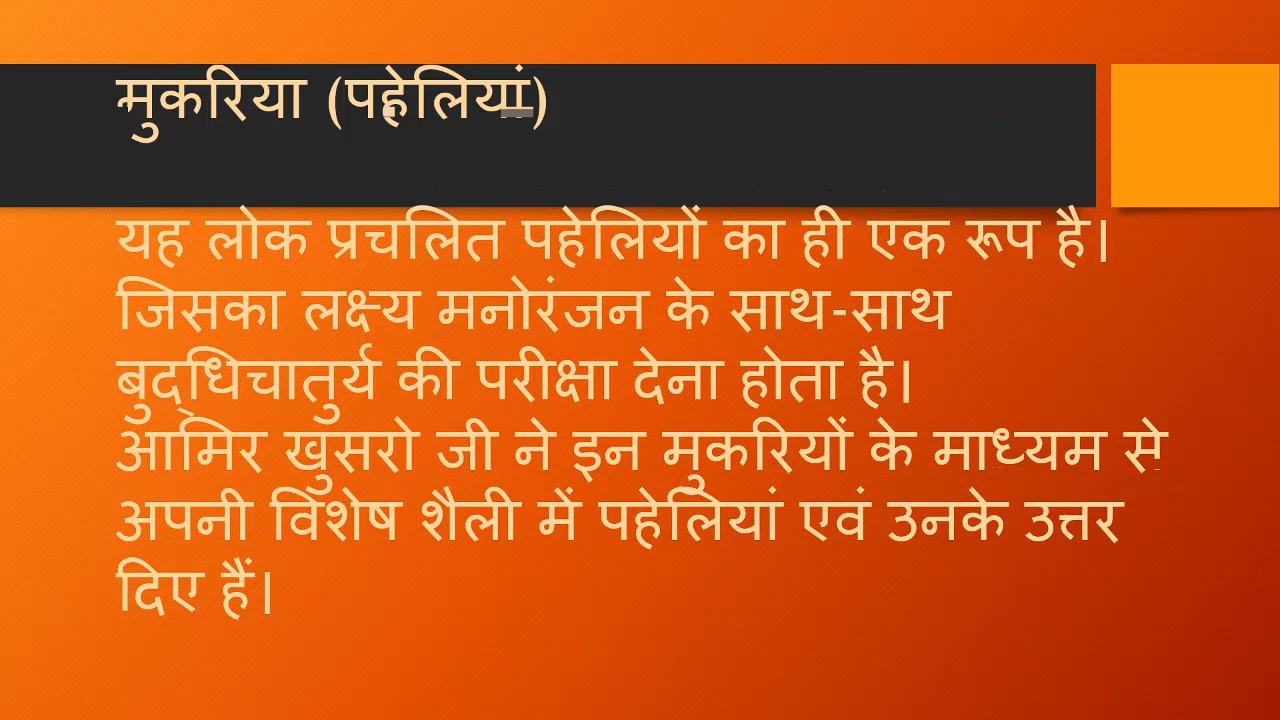 मुकरिया (पहेलियां)
यह लोक प्रचलित पहेलियों का ही एक रूप है।
जिसका लक्ष्य मनोरंजन के साथ-साथ
बुद्धिचातुर्य की परीक्षा देना होता है।
आमिर खुसरो जी ने इन मुकरियों के माध्यम से
अपनी विशेष शैली में पहेलियां एवं उनके उत्तर
दिए हैं।